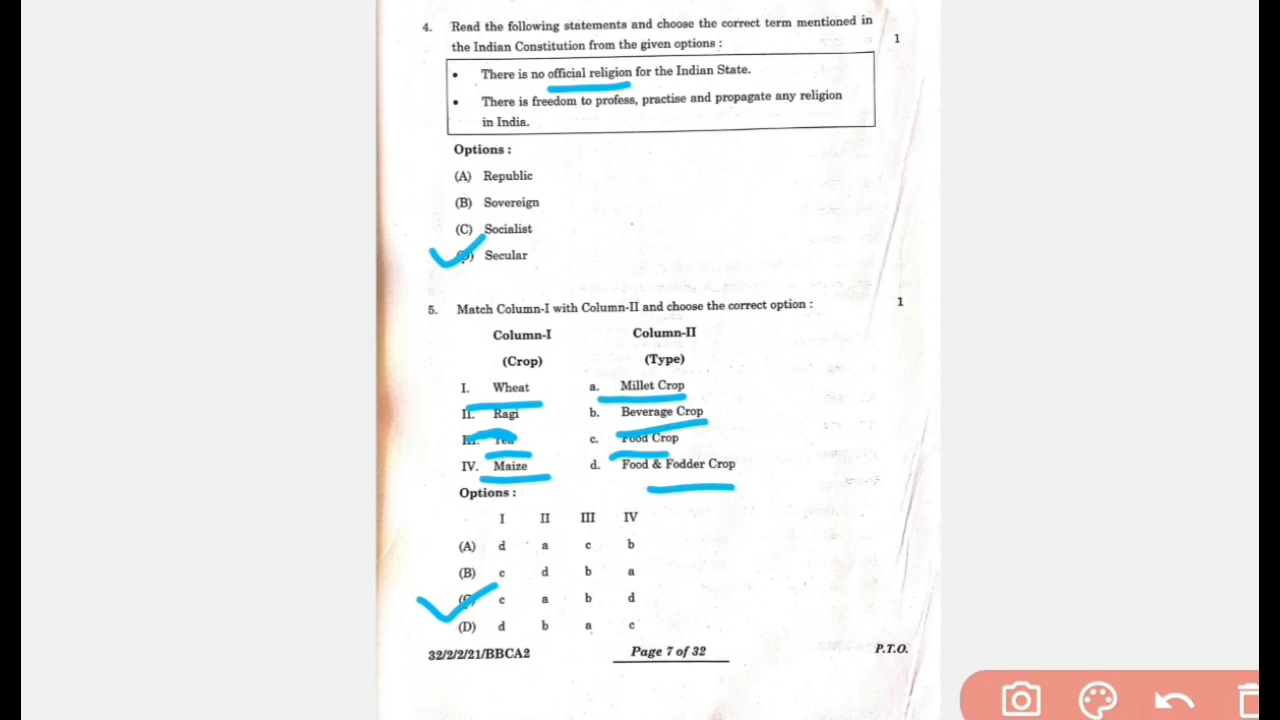 4. Read the following statements and choose the correct term mentioned in
the Indian Constitution from the given options : 1
• There is no official religion for the Indian State.
• There is freedom to profess, practise and propagate any religion
in India.
Options :
(A) Republic
(B) Sovereign
(C) Socialist
Secular
5. Match Column-I with Column-II and choose the correct option : 1
Column-I Column-II
(Crop) (Type)
I. Wheat a. Millet Crop
II. Ragi b. Beverage Crop
III. Tea c. Food Crop
IV. Maize d. Food & Fodder Crop
Options :
I II III IV
(A) d a c b
(B) c d b a
c a b d
(D) d b a c
32/2/2/21/BBCA2 Page 7 of 32 P.T.O.